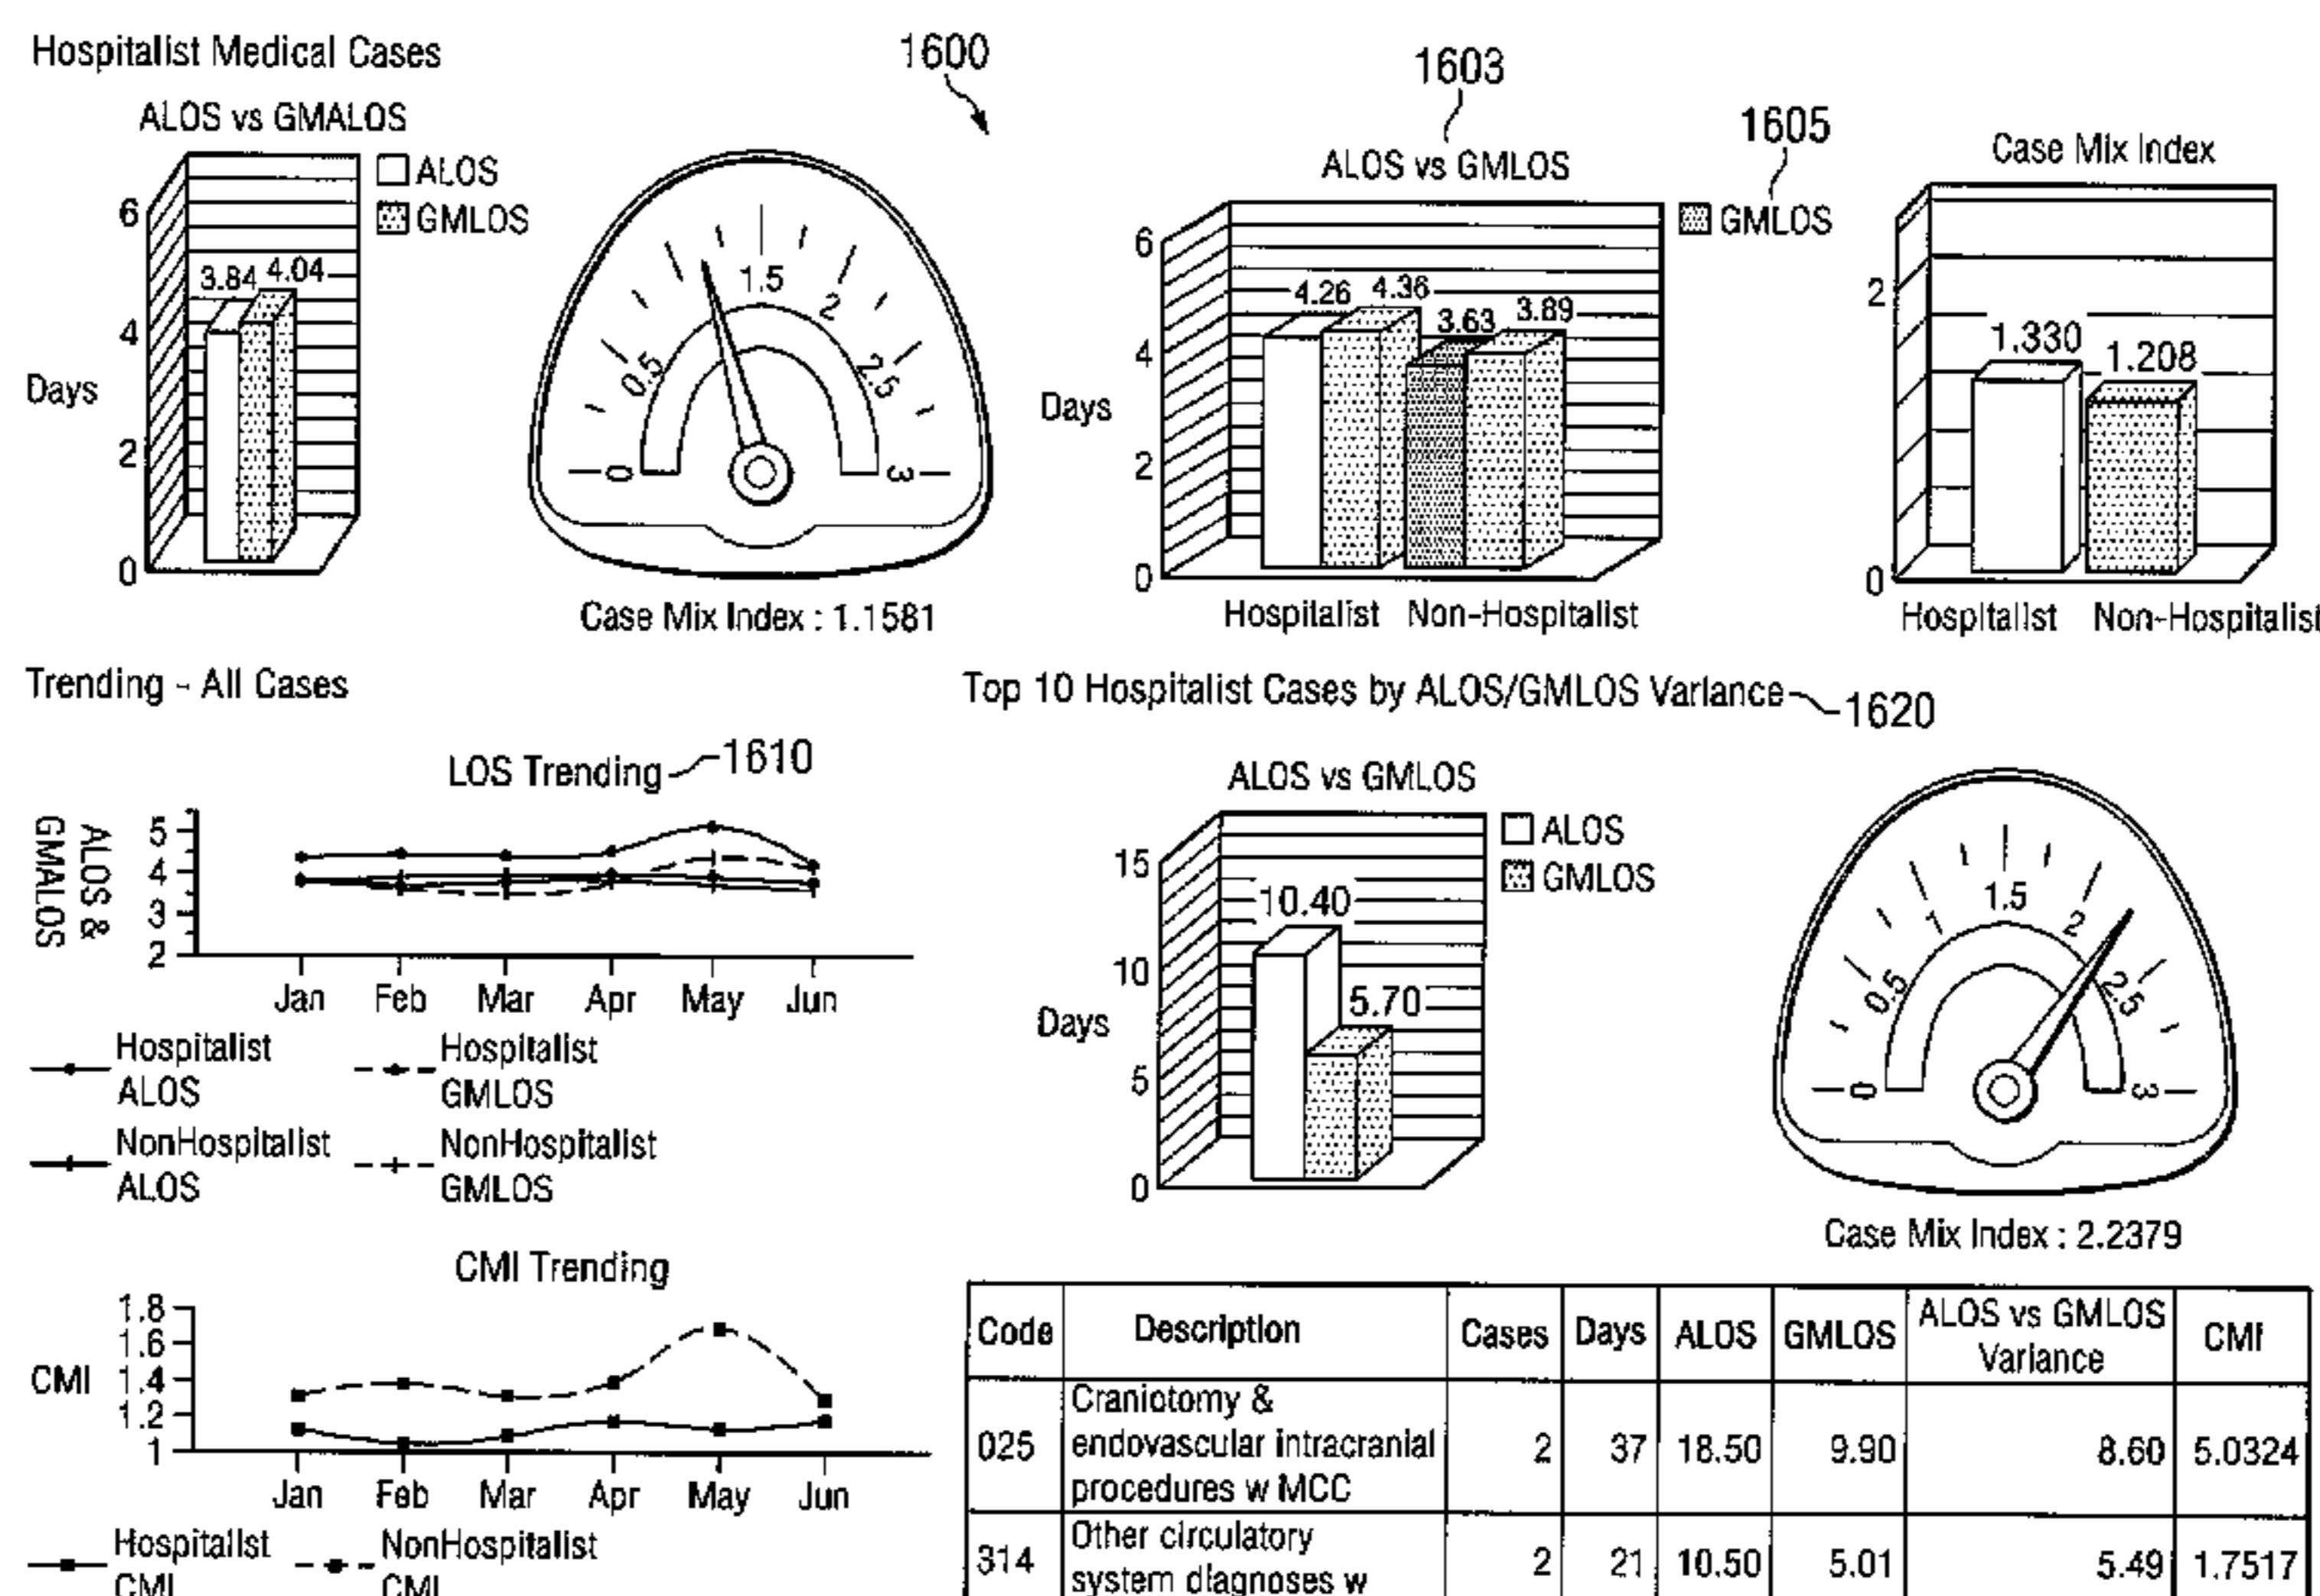 Hospitalist Medical Cases
1600
ALOS vs GMALOS
ALOS
GMLOS
6
4
2
0
Days
3.84
4.04
0
0.5
1.5
2
2.5
3
Case Mix Index : 1.1581
1603
ALOS vs GMLOS
1605
GMLOS
6
4
2
0
Days
4.26
4.36
3.63
3.89
Hospitalist
Non-Hospitalist
Case Mix Index
2
0
1.330
1.208
Hospitalist
Non-Hospitalist
Trending - All Cases
LOS Trending
1610
ALOS &
GMALOS
5
4
3
2
Jan
Feb
Mar
Apr
May
Jun
Hospitalist
ALOS
Hospitalist
GMLOS
NonHospitalist
ALOS
NonHospitalist
GMLOS
CMI Trending
CMI
1.8
1.6
1.4
1.2
1
Jan
Feb
Mar
Apr
May
Jun
Hospitalist
CMI
NonHospitalist
CMI
Top 10 Hospitalist Cases by ALOS/GMLOS Variance
1620
ALOS vs GMLOS
ALOS
GMLOS
15
10
5
0
Days
10.40
5.70
0
0.5
1
1.5
2
2.5
3
Case Mix Index : 2.2379
Code Description Cases Days ALOS GMLOS ALOS vs GMLOS Variance CMI
025 Craniotomy &
endovascular intracranial
procedures w MCC
2 37 18.50 9.90 8.60 5.0324
314 Other circulatory
system diagnoses w
2 21 10.50 5.01 5.49 1.7517